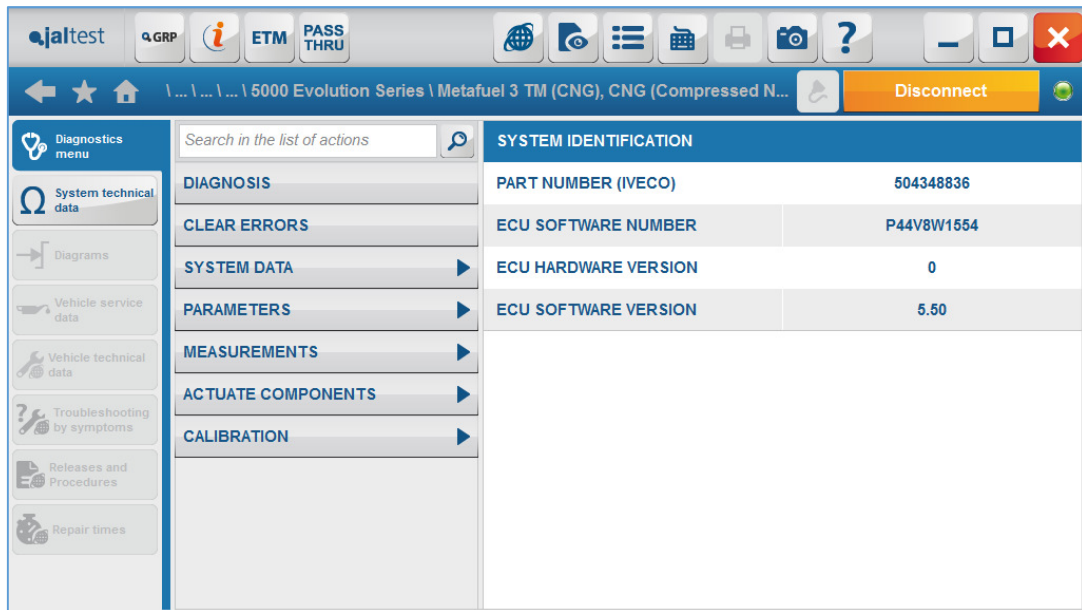 jaltest
GRP
i
ETM
PASS
THRU
?
\ ... \ ... \ ... \ 5000 Evolution Series \ Metafuel 3 TM (CNG), CNG (Compressed N...
Disconnect
Diagnostics
menu
System technical
data
Diagrams
Vehicle service
data
Vehicle technical
data
Troubleshooting
by symptoms
Releases and
Procedures
Repair times
Search in the list of actions
DIAGNOSIS
CLEAR ERRORS
SYSTEM DATA
PARAMETERS
MEASUREMENTS
ACTUATE COMPONENTS
CALIBRATION
SYSTEM IDENTIFICATION
PART NUMBER (IVECO) 504348836
ECU SOFTWARE NUMBER P44V8W1554
ECU HARDWARE VERSION 0
ECU SOFTWARE VERSION 5.50